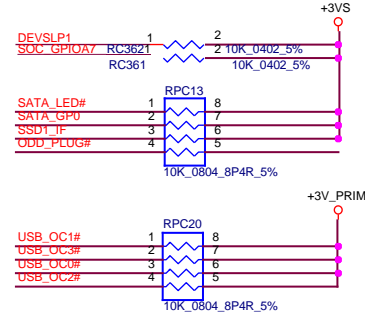 +3VS
DEVSLP1 1 2
SOC_GPIOA7 RC3621 2 10K_0402_5%
RC361 10K_0402_5%
RPC13
SATA_LED# 1 8
SATA_GP0 2 7
SSD1_IF 3 6
ODD_PLUG# 4 5
10K_0804_8P4R_5%
+3V_PRIM
RPC20
USB_OC1# 1 8
USB_OC3# 2 7
USB_OC0# 3 6
USB_OC2# 4 5
10K_0804_8P4R_5%